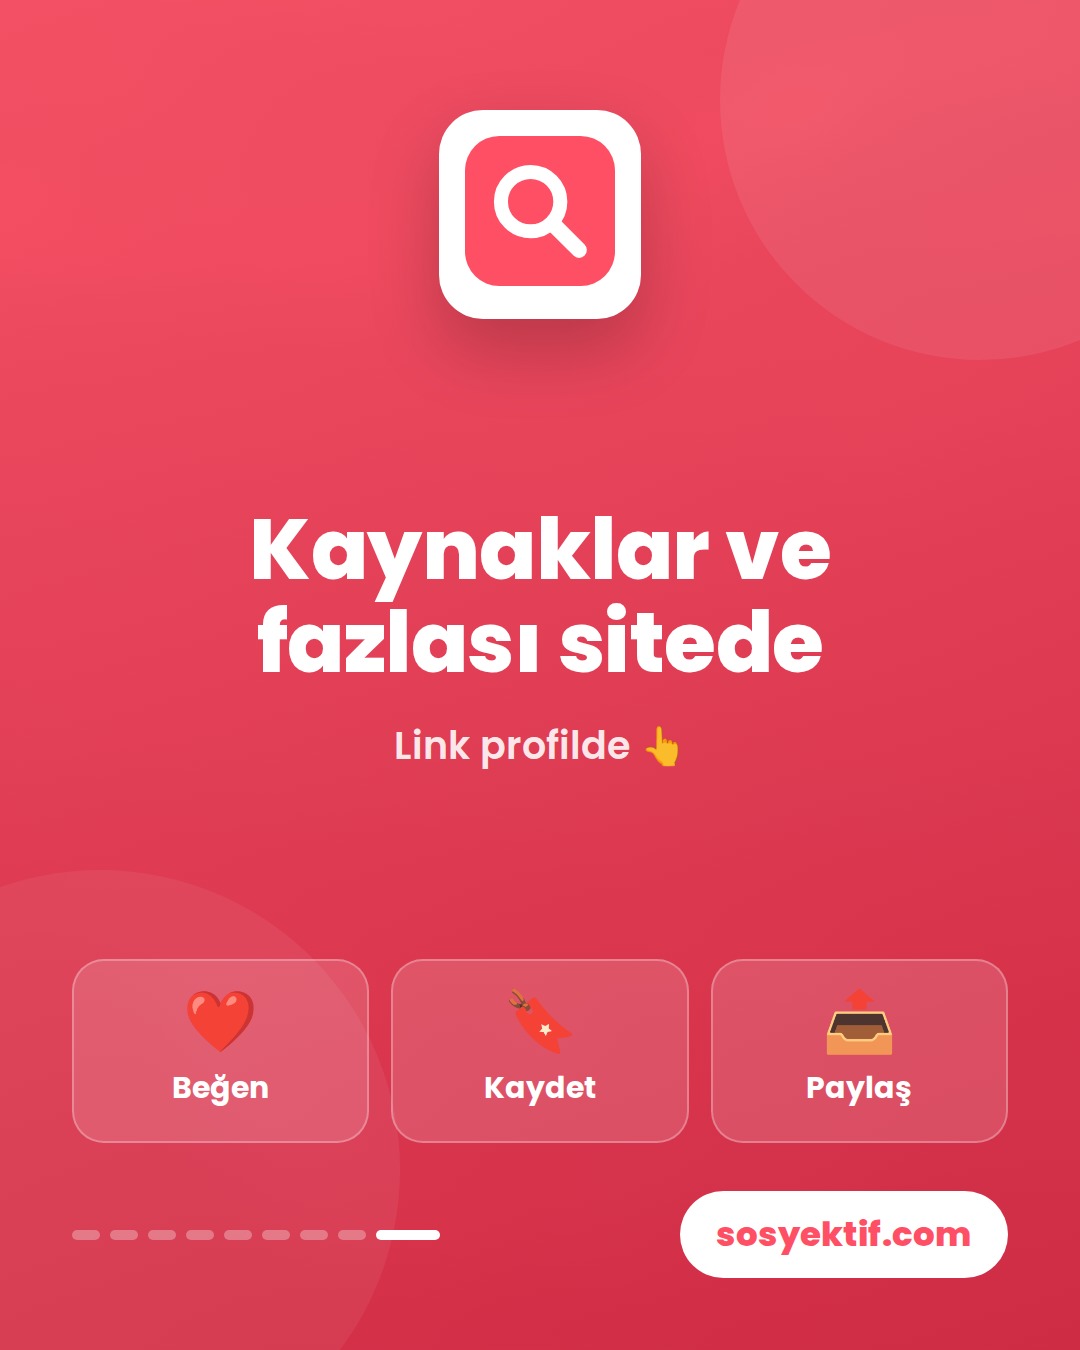 Kaynaklar ve
fazlası sitede
Link profilde 👆
Beğen
Kaydet
Paylaş
sosyektif.com